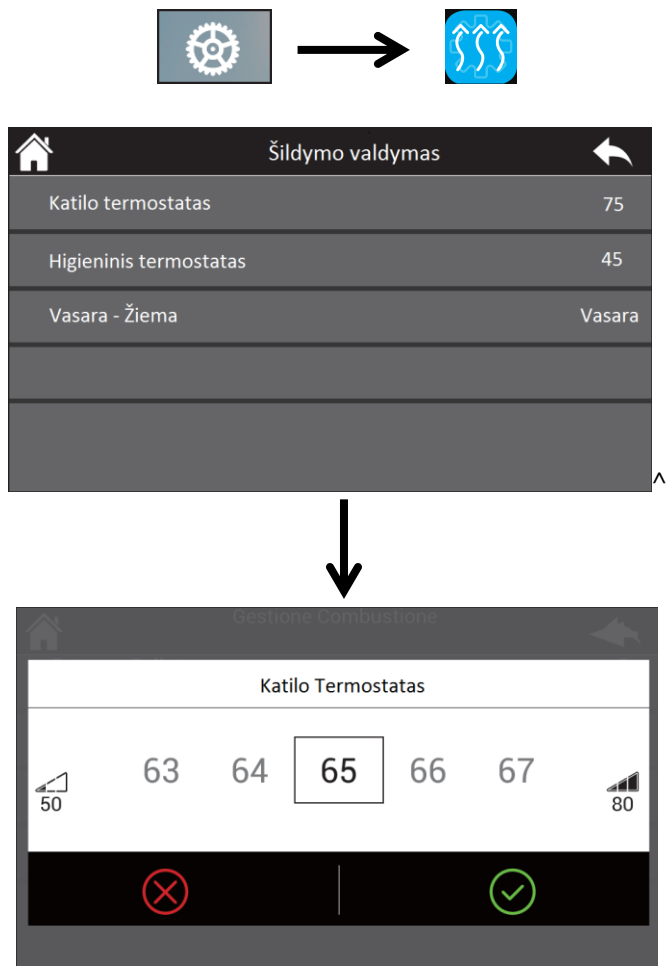 Šildymo valdymas
Katilo termostatas 75
Higieninis termostatas 45
Vasara - Žiema Vasara
^
Gestione Combustione
Katilo Termostatas
63 64 65 66 67
50 80